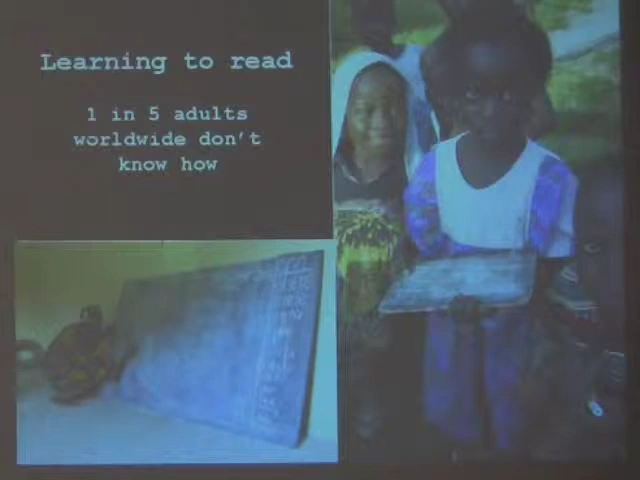 Learning to read
1 in 5 adults
worldwide don't
know how